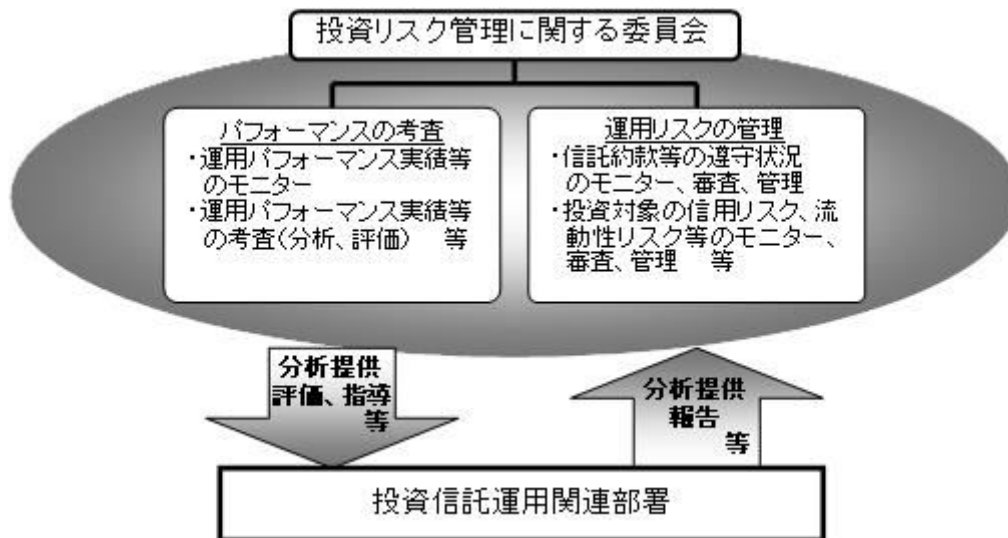 投資リスク管理に関する委員会
パフォーマンスの考査
・運用パフォーマンス実績等
のモニター
・運用パフォーマンス実績等
の考査(分析、評価) 等
運用リスクの管理
・信託約款等の遵守状況
のモニター、審査、管理
・投資対象の信用リスク、流
動性リスク等のモニター、
審査、管理 等
分析提供
評価、指導
等
分析提供
報告
等
投資信託運用関連部署